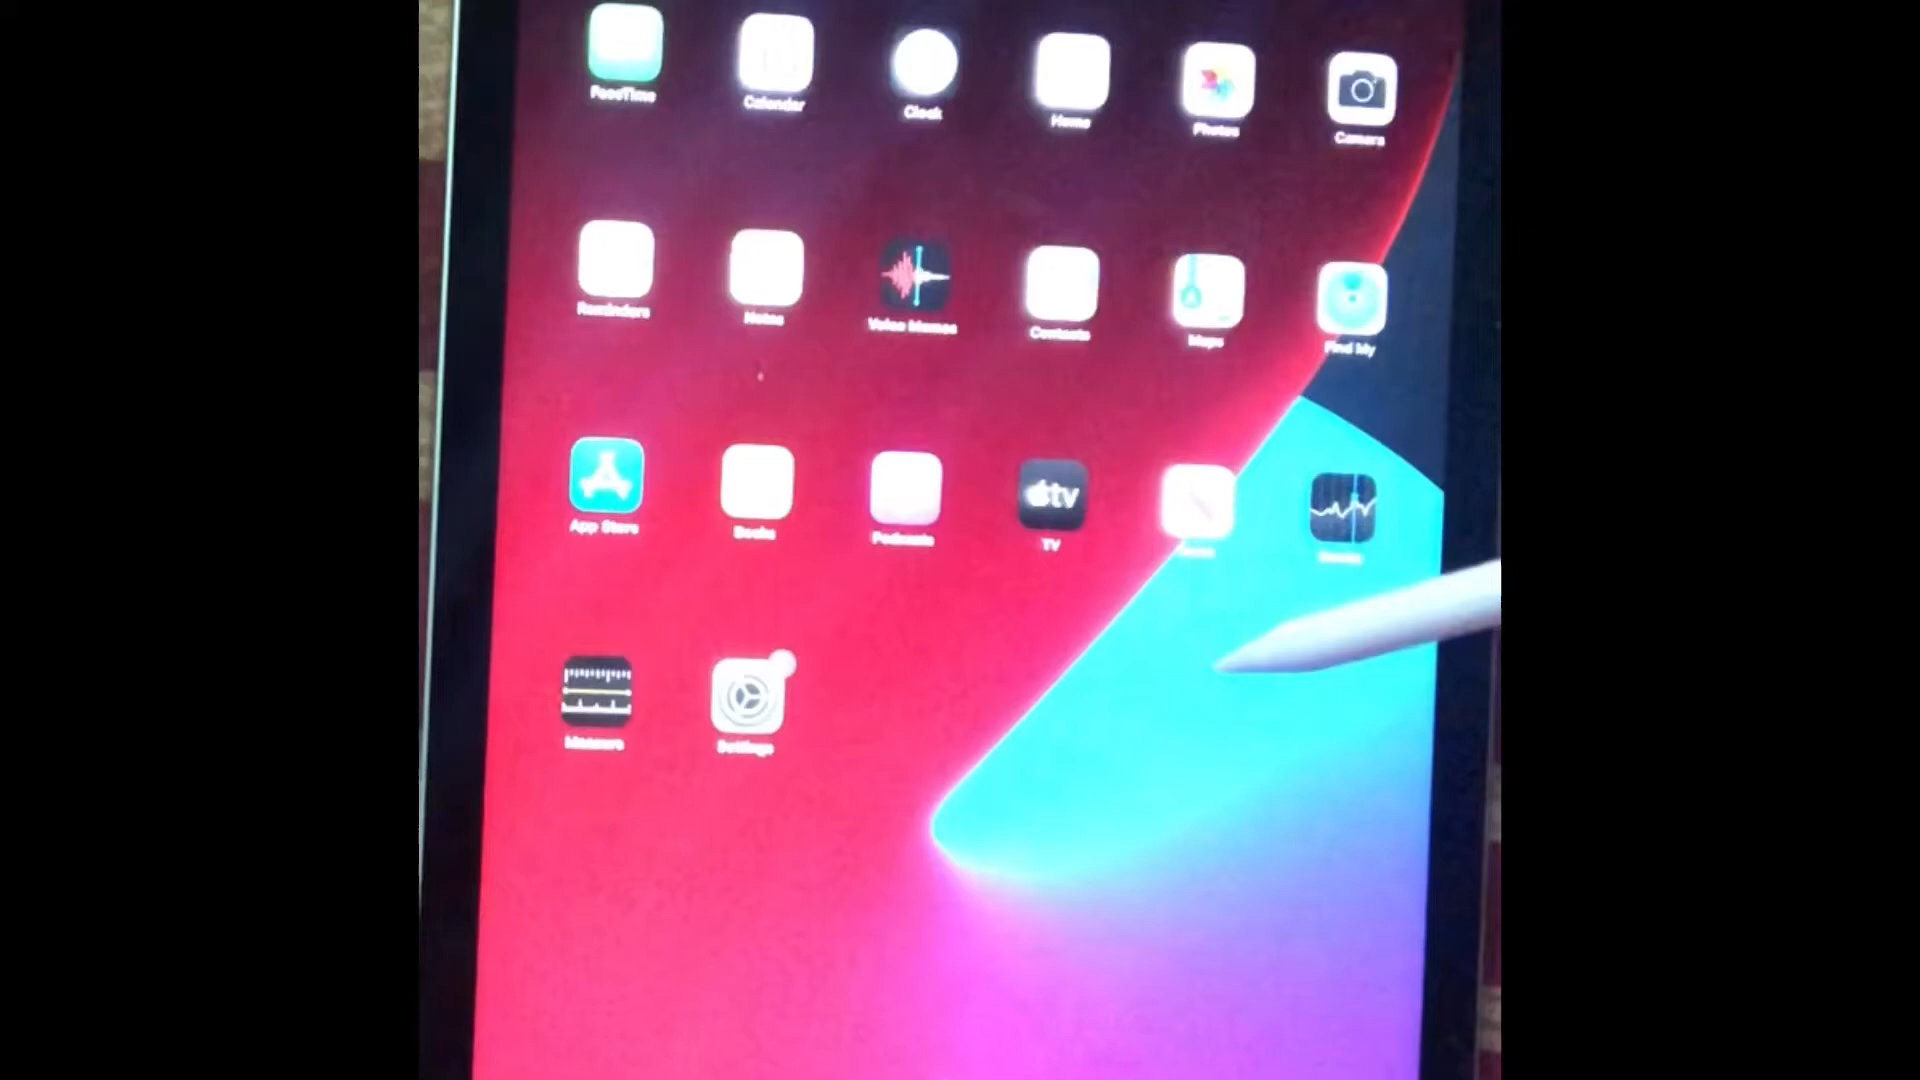 FaceTime Calendar Clock Home Photos Camera
Reminders Notes Voice Memos Contacts Maps Find My
App Store Books Podcasts TV
tv
Measure Settings